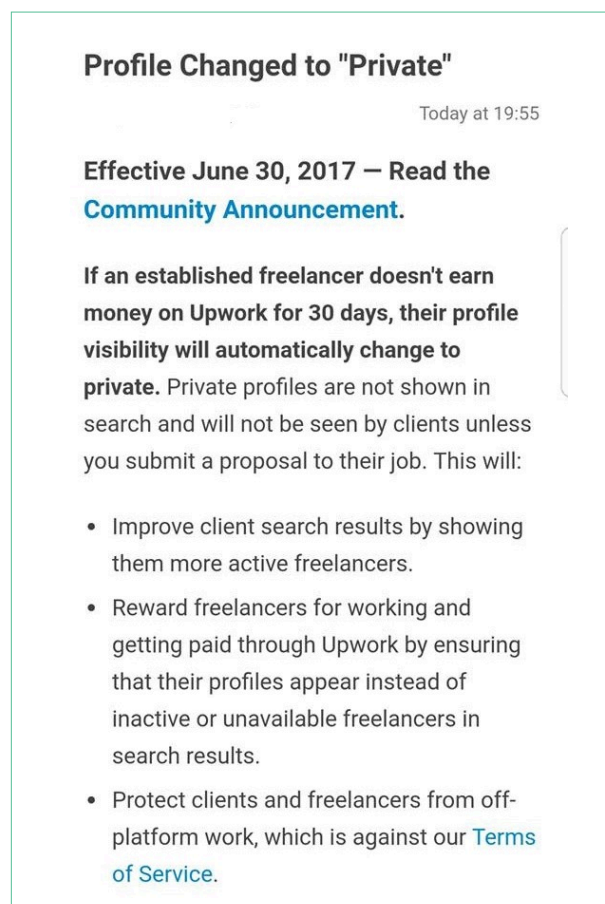 Profile Changed to "Private"
Today at 19:55
Effective June 30, 2017 — Read the
Community Announcement.
If an established freelancer doesn't earn
money on Upwork for 30 days, their profile
visibility will automatically change to
private. Private profiles are not shown in
search and will not be seen by clients unless
you submit a proposal to their job. This will:
• Improve client search results by showing
them more active freelancers.
• Reward freelancers for working and
getting paid through Upwork by ensuring
that their profiles appear instead of
inactive or unavailable freelancers in
search results.
• Protect clients and freelancers from off-
platform work, which is against our Terms
of Service.